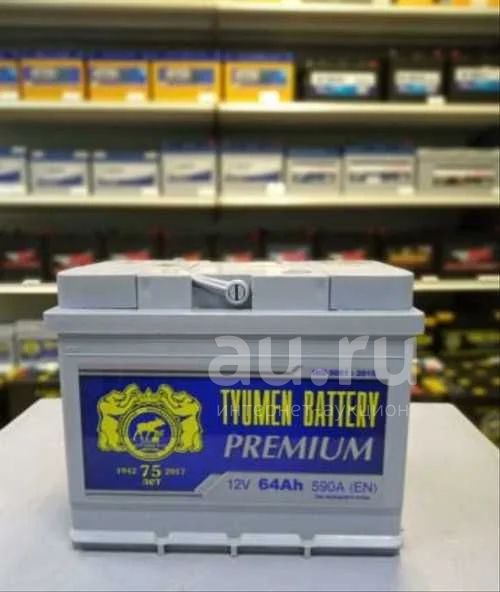 au.ru
интернет-аукцион
TYUMEN BATTERY
PREMIUM
1942 75 2017
ЛЕТ
12V 64Ah 590A (EN)